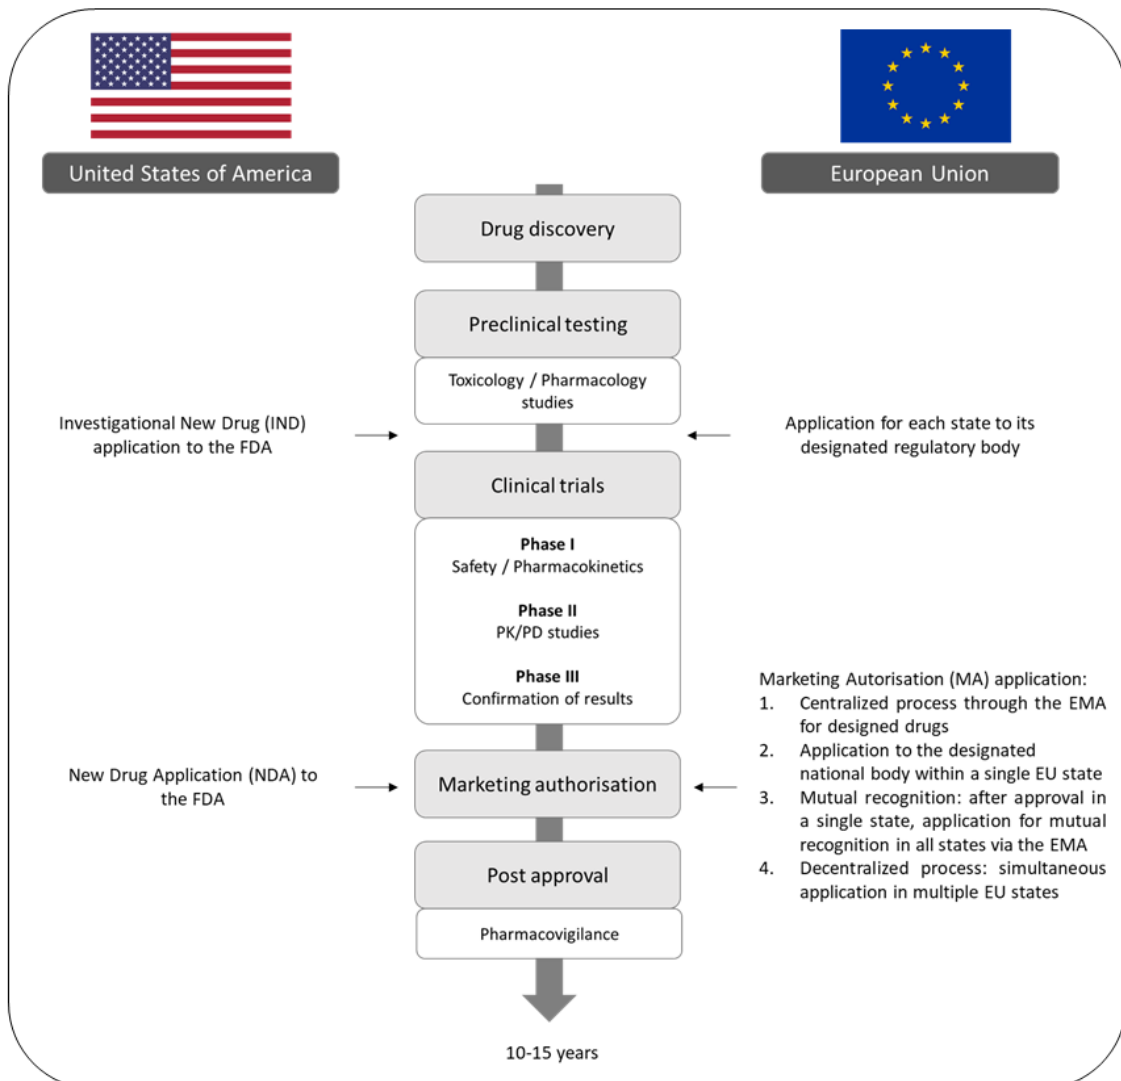 United States of America
European Union
Drug discovery
Preclinical testing
Toxicology / Pharmacology
studies
Investigational New Drug (IND)
application to the FDA
Application for each state to its
designated regulatory body
Clinical trials
Phase I
Safety / Pharmacokinetics
Phase II
PK/PD studies
Phase III
Confirmation of results
New Drug Application (NDA) to
the FDA
Marketing authorisation
Marketing Autorisation (MA) application:
1. Centralized process through the EMA
for designed drugs
2. Application to the designated
national body within a single EU state
3. Mutual recognition: after approval in
a single state, application for mutual
recognition in all states via the EMA
4. Decentralized process: simultaneous
application in multiple EU states
Post approval
Pharmacovigilance
10-15 years